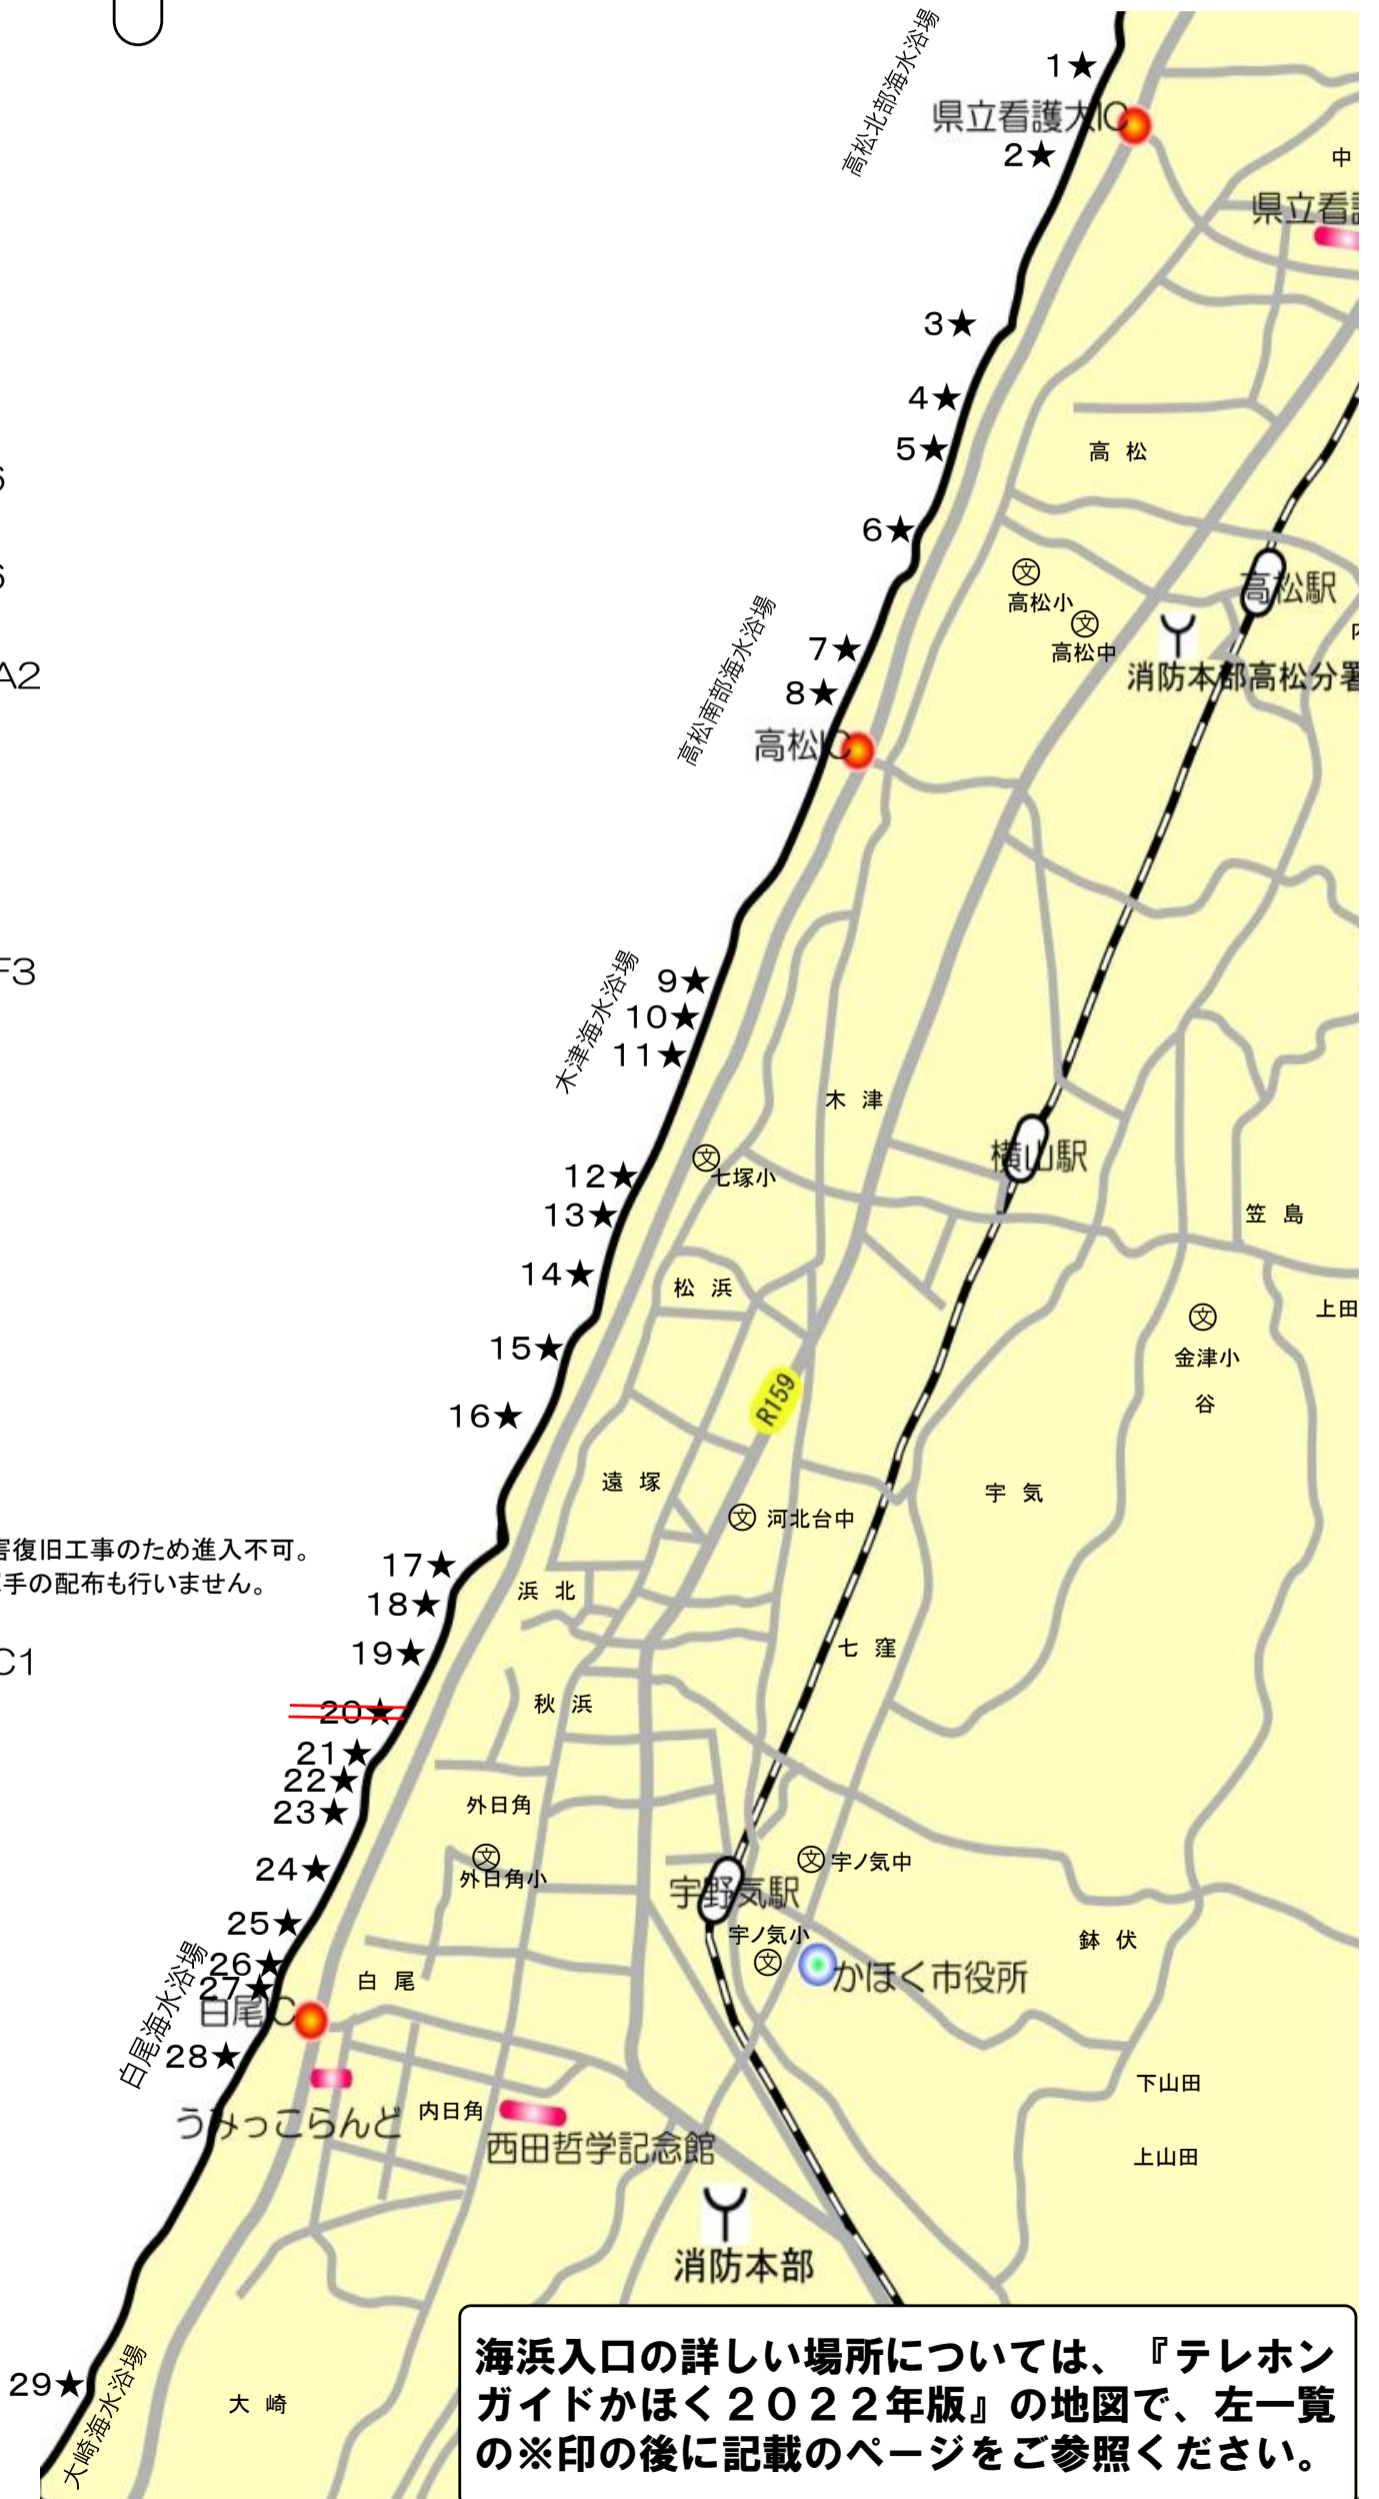 高松北部海水浴場
1★
県立看護大IC
2★
中
県立看
3★
4★
5★
高 松
6★
文
高松小
文
高松中
高松駅
消防本部高松分署
7★
8★
高松南部海水浴場
高松IC
A2
F3
木津海水浴場
9★
10★
11★
木 津
横山駅
12★
文
七塚小
13★
笠 島
14★
松 浜
文
金津小
上田
谷
15★
R159
16★
遠 塚
宇 気
文 河北台中
害復旧工事のため進入不可。
手の配布も行いません。
17★
18★
浜 北
19★
七 窪
C1
20★
秋 浜
21★
22★
23★
外日角
文
外日角小
24★
文 宇ノ気中
宇野気駅
25★
宇ノ気小
文
鉢 伏
26★
27★
白尾海水浴場
白 尾
かほく市役所
白尾IC
28★
下山田
うみっこらんど
内日角
西田哲学記念館
上山田
消防本部
29★
大崎海水浴場
大 崎
海浜入口の詳しい場所については、『テレホン
ガイドかほく2022年版』の地図で、左一覧
の※印の後に記載のページをご参照ください。